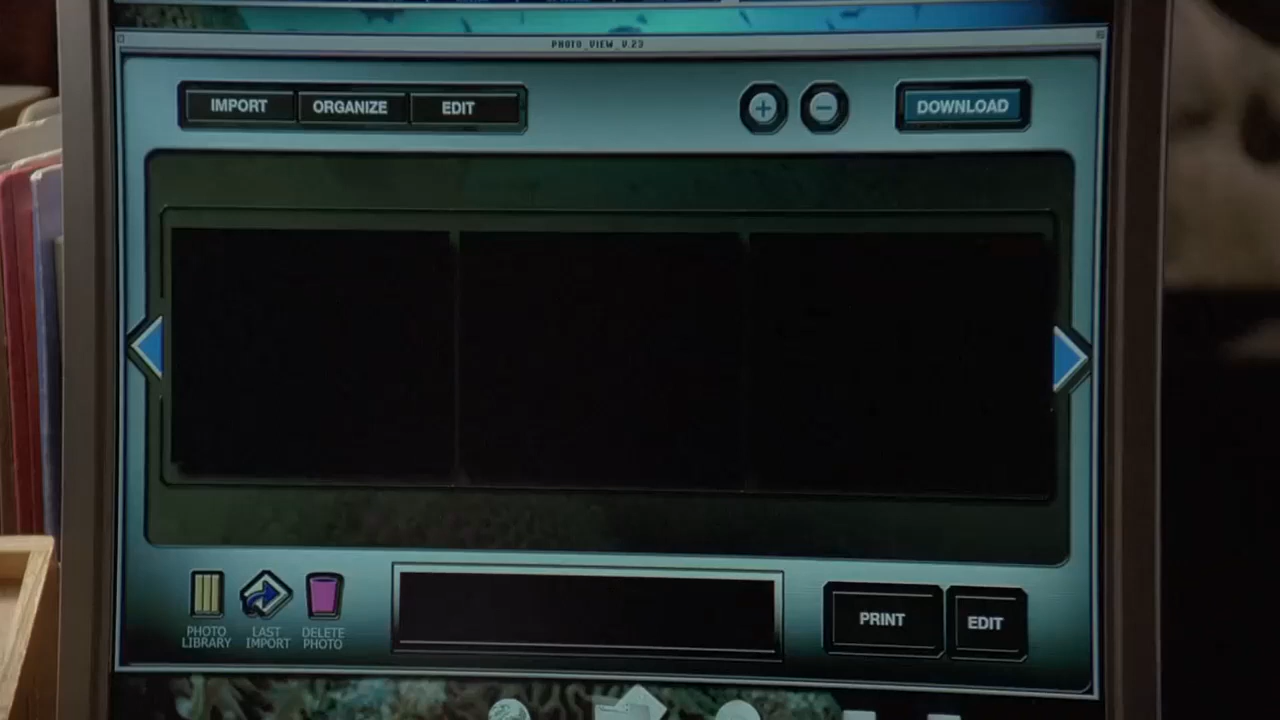 PHOTO_VIEW_V.23
IMPORT ORGANIZE EDIT DOWNLOAD
PHOTO LIBRARY
LAST IMPORT
DELETE PHOTO
PRINT EDIT